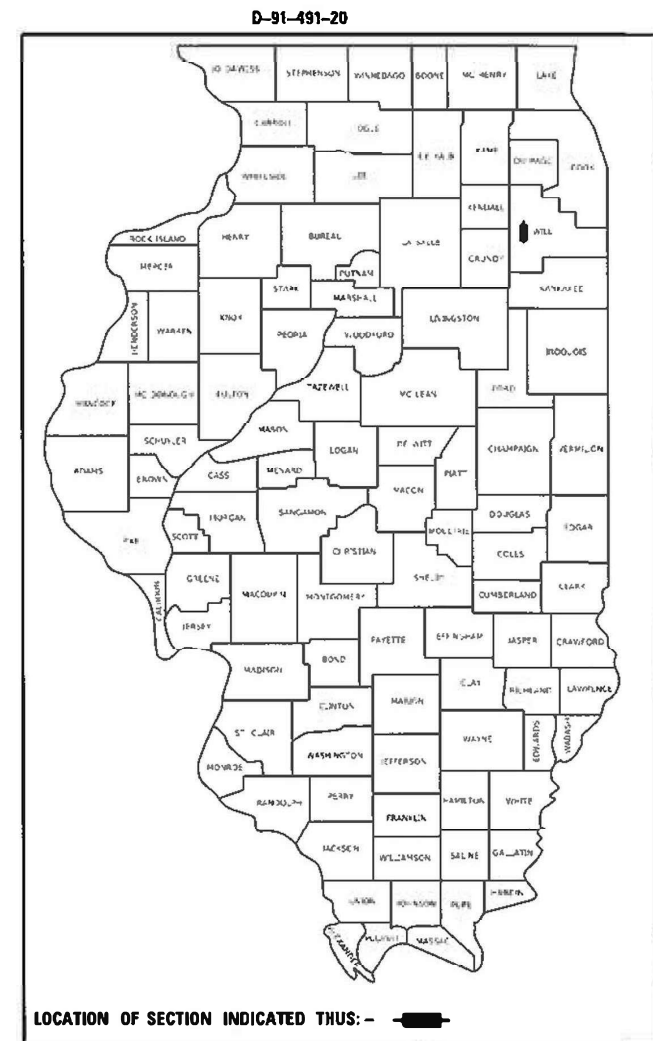 D-91-491-20
JO DAVIESS STEPHENSON WINNEBAGO BOONE MC HENRY LAKE
CARROLL OGLE
DE KALB KANE DU PAGE COOK
WHITESIDE LEE
KENDALL
ROCK ISLAND HENRY BUREAU LA SALLE WILL
MERCER PUTNAM GRUNDY
STARK KANKAKEE
MARSHALL
HENDERSON WARREN KNOX LIVINGSTON
PEORIA WOODFORD IROQUOIS
TAZEWELL
HANCOCK MC DONOUGH FULTON MC LEAN FORD
MASON
SCHUYLER LOGAN DE WITT CHAMPAIGN VERMILION
ADAMS BROWN CASS MENARD PIATT
MACON
MORGAN SANGAMON DOUGLAS
PIKE SCOTT MOULTRIE EDGAR
CHRISTIAN COLES
GREENE SHELBY
CALHOUN MACOUPIN MONTGOMERY CUMBERLAND CLARK
JERSEY
FAYETTE EFFINGHAM JASPER CRAWFORD
MADISON BOND
CLAY RICHLAND LAWRENCE
CLINTON MARION
ST. CLAIR WAYNE EDWARDS WABASH
WASHINGTON JEFFERSON
MONROE
RANDOLPH PERRY HAMILTON WHITE
FRANKLIN
JACKSON WILLIAMSON SALINE GALLATIN
UNION JOHNSON POPE HARDIN
ALEXANDER PULASKI MASSAC
LOCATION OF SECTION INDICATED THUS: -